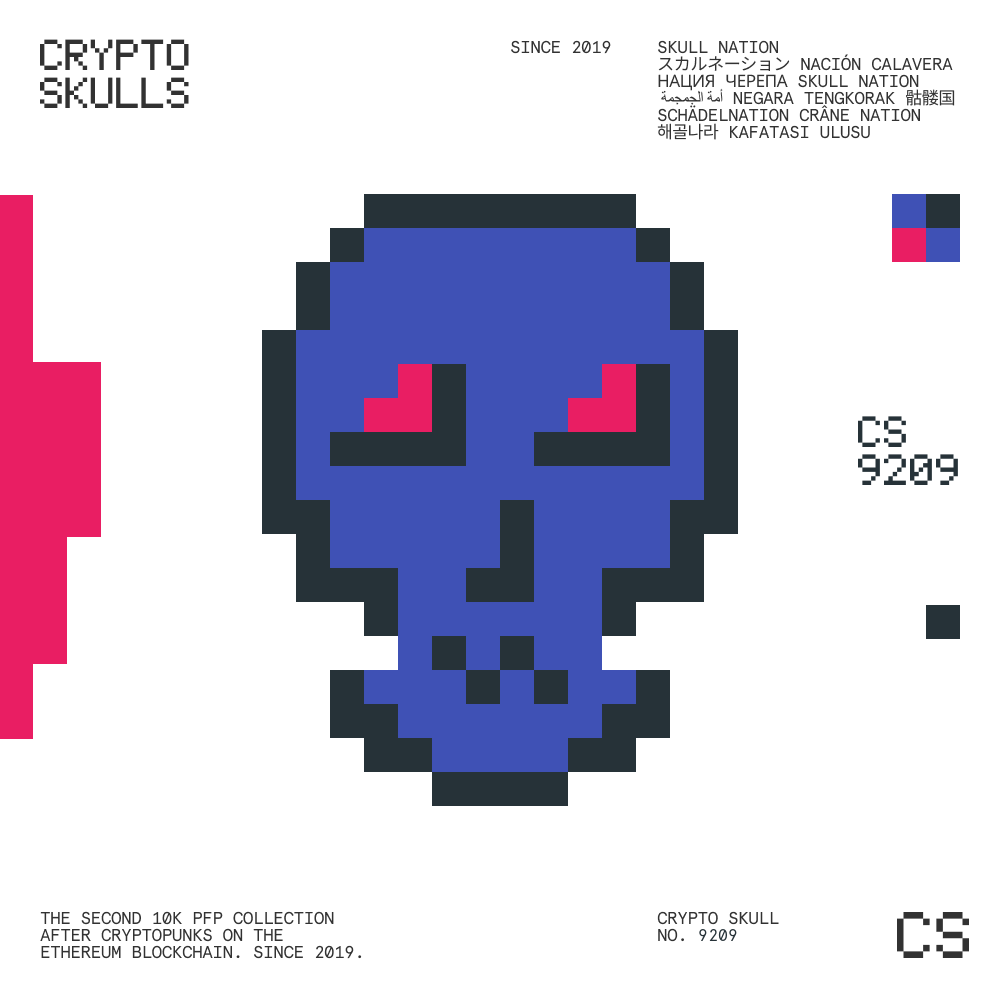 CRYPTO
SKULLS
SINCE 2019
SKULL NATION
スカルネーション NACIÓN CALAVERA
НАЦИЯ ЧЕРЕПА SKULL NATION
أمة الجمجمة NEGARA TENGKORAK 骷髅国
SCHÄDELNATION CRÂNE NATION
해골나라 KAFATASI ULUSU
CS
9209
THE SECOND 10K PFP COLLECTION
AFTER CRYPTOPUNKS ON THE
ETHEREUM BLOCKCHAIN. SINCE 2019.
CRYPTO SKULL
NO. 9209
CS